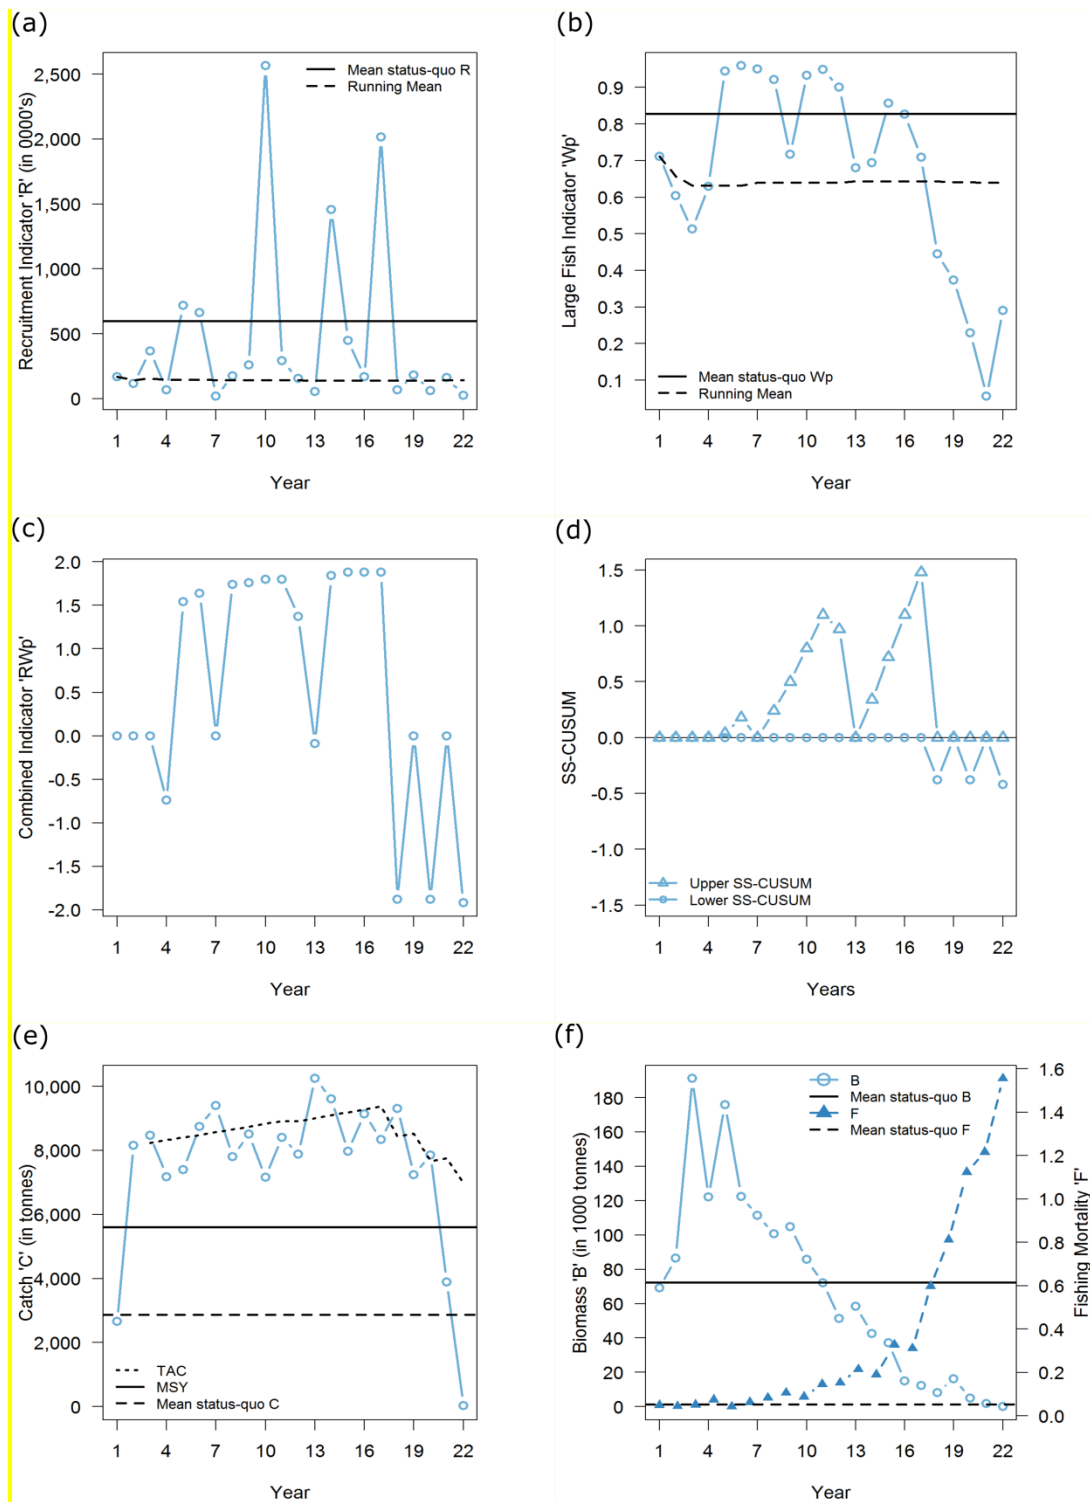 (a)
Recruitment Indicator 'R' (in 0000's)
2,500
2,000
1,500
1,000
500
0
Mean status-quo R
Running Mean
1 4 7 10 13 16 19 22
Year
(b)
Large Fish Indicator 'Wp'
0.9
0.8
0.7
0.6
0.5
0.4
0.3
0.2
0.1
Mean status-quo Wp
Running Mean
1 4 7 10 13 16 19 22
Year
(c)
Combined Indicator 'RWp'
2.0
1.5
1.0
0.5
0.0
-0.5
-1.0
-1.5
-2.0
1 4 7 10 13 16 19 22
Year
(d)
SS-CUSUM
1.5
1.0
0.5
0.0
-0.5
-1.0
-1.5
Upper SS-CUSUM
Lower SS-CUSUM
1 4 7 10 13 16 19 22
Years
(e)
Catch 'C' (in tonnes)
10,000
8,000
6,000
4,000
2,000
0
TAC
MSY
Mean status-quo C
1 4 7 10 13 16 19 22
Year
(f)
Biomass 'B' (in 1000 tonnes)
180
160
140
120
100
80
60
40
20
0
B
Mean status-quo B
F
Mean status-quo F
1.6
1.4
1.2
1.0
0.8
0.6
0.4
0.2
0.0
Fishing Mortality 'F'
1 4 7 10 13 16 19 22
Year